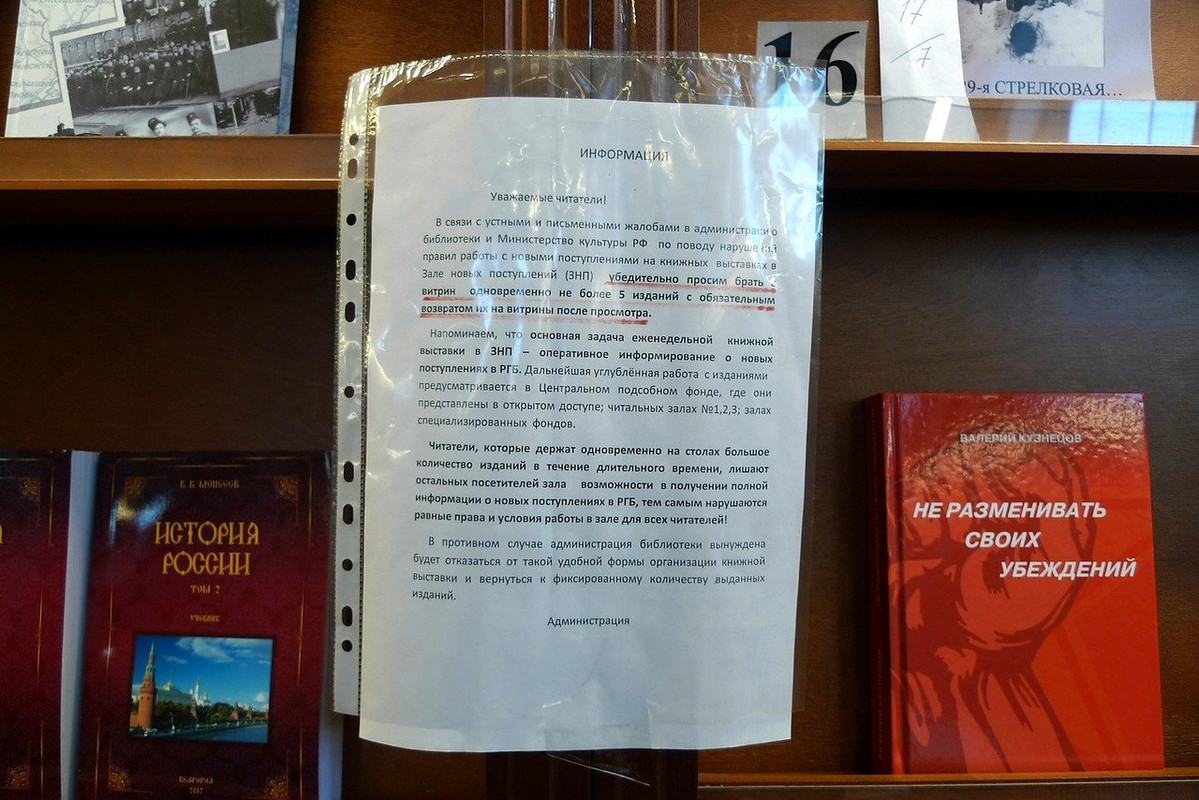 16
17
/7
9-я СТРЕЛКОВАЯ...
ИНФОРМАЦИЯ
Уважаемые читатели!
В связи с устными и письменными жалобами в администрацию
библиотеки и Министерство культуры РФ по поводу нарушений
правил работы с новыми поступлениями на книжных выставках в
Зале новых поступлений (ЗНП) убедительно просим брать с
витрин одновременно не более 5 изданий с обязательным
возвратом их на витрины после просмотра.
Напоминаем, что основная задача еженедельной книжной
выставки в ЗНП – оперативное информирование о новых
поступлениях в РГБ. Дальнейшая углублённая работа с изданиями
предусматривается в Центральном подсобном фонде, где они
представлены в открытом доступе; читальных залах №1,2,3; залах
специализированных фондов.
Читатели, которые держат одновременно на столах большое
количество изданий в течение длительного времени, лишают
остальных посетителей зала возможности в получении полной
информации о новых поступлениях в РГБ, тем самым нарушаются
равные права и условия работы в зале для всех читателей!
В противном случае администрация библиотеки вынуждена
будет отказаться от такой удобной формы организации книжной
выставки и вернуться к фиксированному количеству выданных
изданий.
Администрация
В. В. МОИСЕЕВ
ИСТОРИЯ
РОССИИ
ТОМ 2
УЧЕБНИК
БЕЛГОРОД
2017
ВАЛЕРИЙ КУЗНЕЦОВ
НЕ РАЗМЕНИВАТЬ
СВОИХ
УБЕЖДЕНИЙ